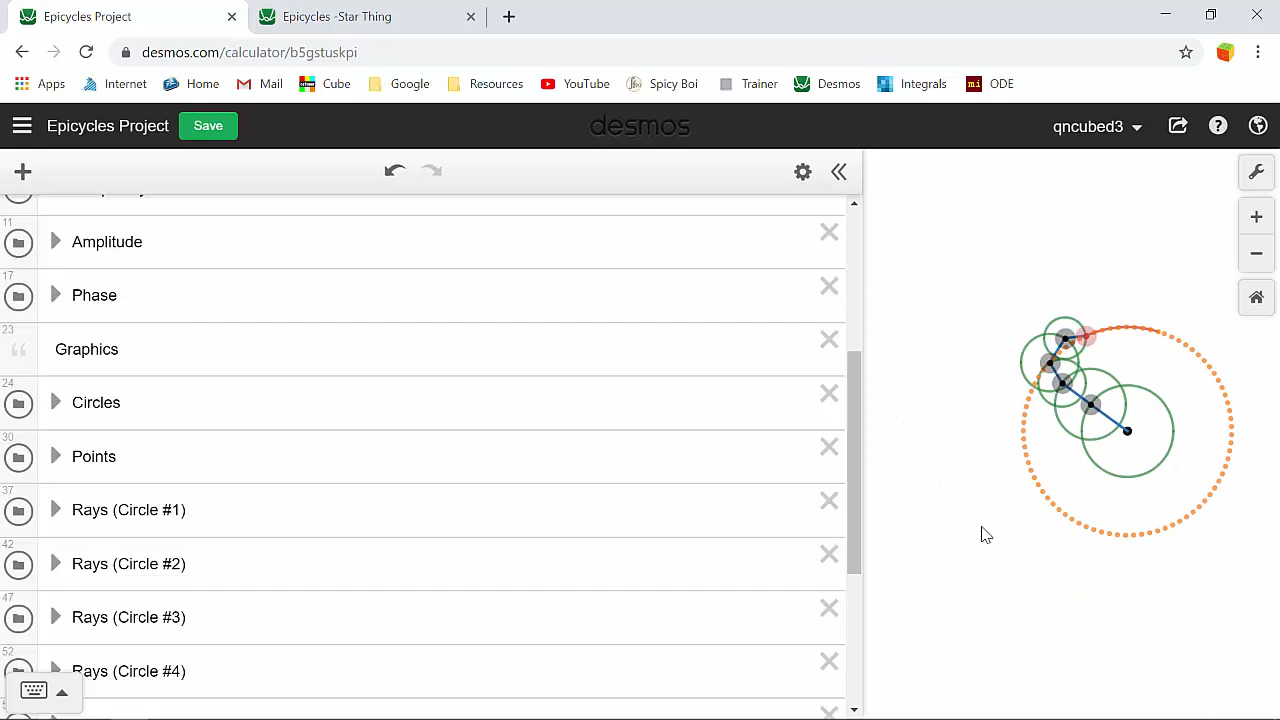 Epicycles Project
Epicycles -Star Thing
desmos.com/calculator/b5gstuskpi
Apps Internet Home Mail Cube Google Resources YouTube Spicy Boi Trainer Desmos Integrals ODE
Epicycles Project Save desmos qncubed3
11 Amplitude
17 Phase
23 Graphics
24 Circles
30 Points
37 Rays (Circle #1)
42 Rays (Circle #2)
47 Rays (Circle #3)
52 Rays (Circle #4)